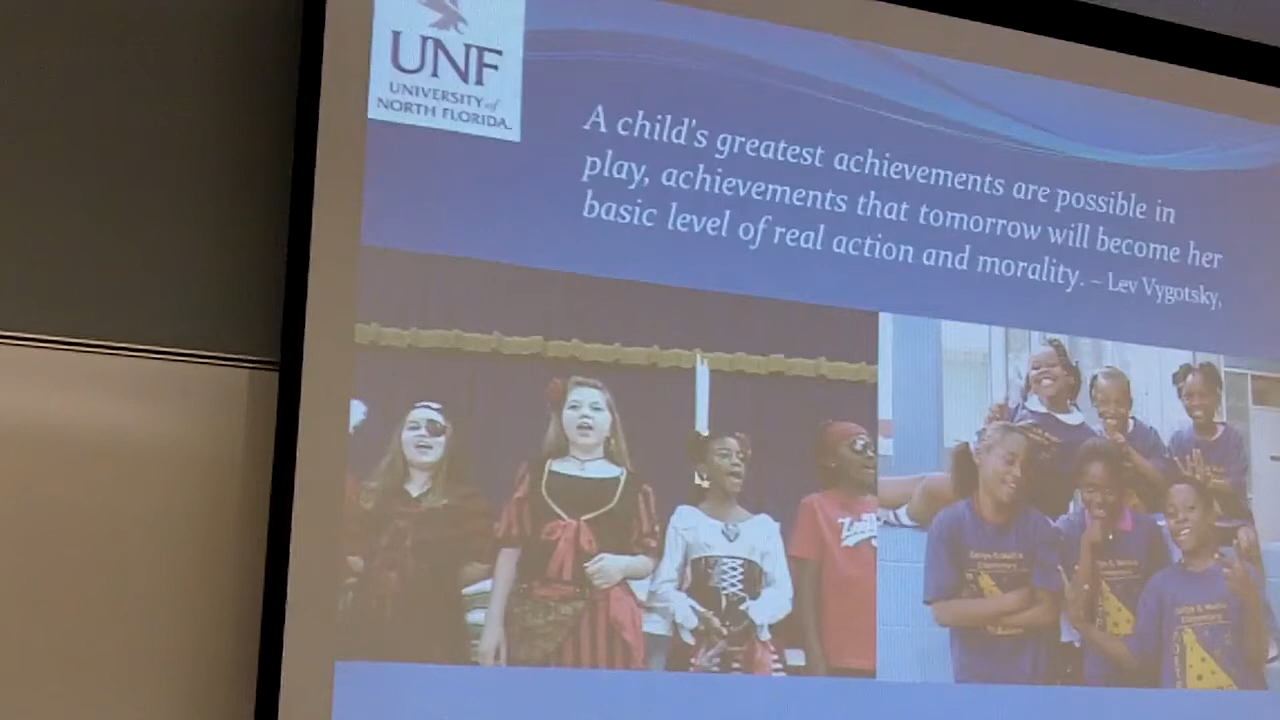 UNF
UNIVERSITY of
NORTH FLORIDA.
A child's greatest achievements are possible in
play, achievements that tomorrow will become her
basic level of real action and morality. – Lev Vygotsky,